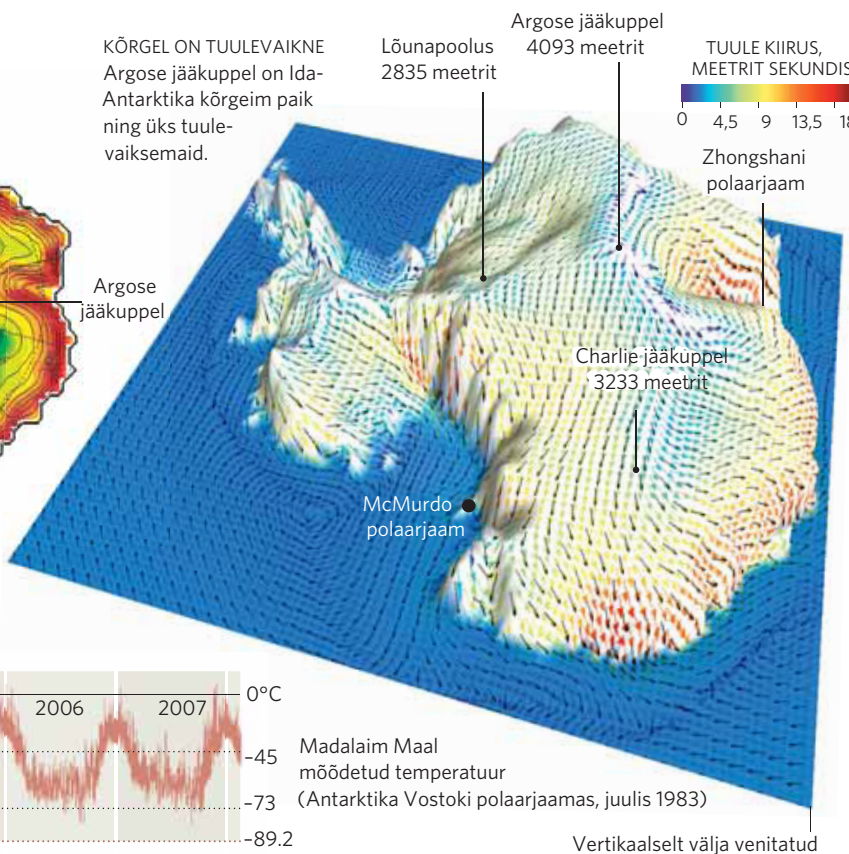 KÕRGEL ON TUULEVAIKNE
Argose jääkuppel on Ida-
Antarktika kõrgeim paik
ning üks tuule-
vaiksemaid.
Lõunapoolus
2835 meetrit
Argose jääkuppel
4093 meetrit
TUULE KIIRUS,
MEETRIT SEKUNDIS
0 4,5 9 13,5 18
Zhongshani
polaarjaam
Argose
jääkuppel
Charlie jääkuppel
3233 meetrit
McMurdo
polaarjaam
2006 2007
0°C
–45
–73
–89.2
Madalaim Maal
mõõdetud temperatuur
(Antarktika Vostoki polaarjaamas, juulis 1983)
Vertikaalselt välja venitatud